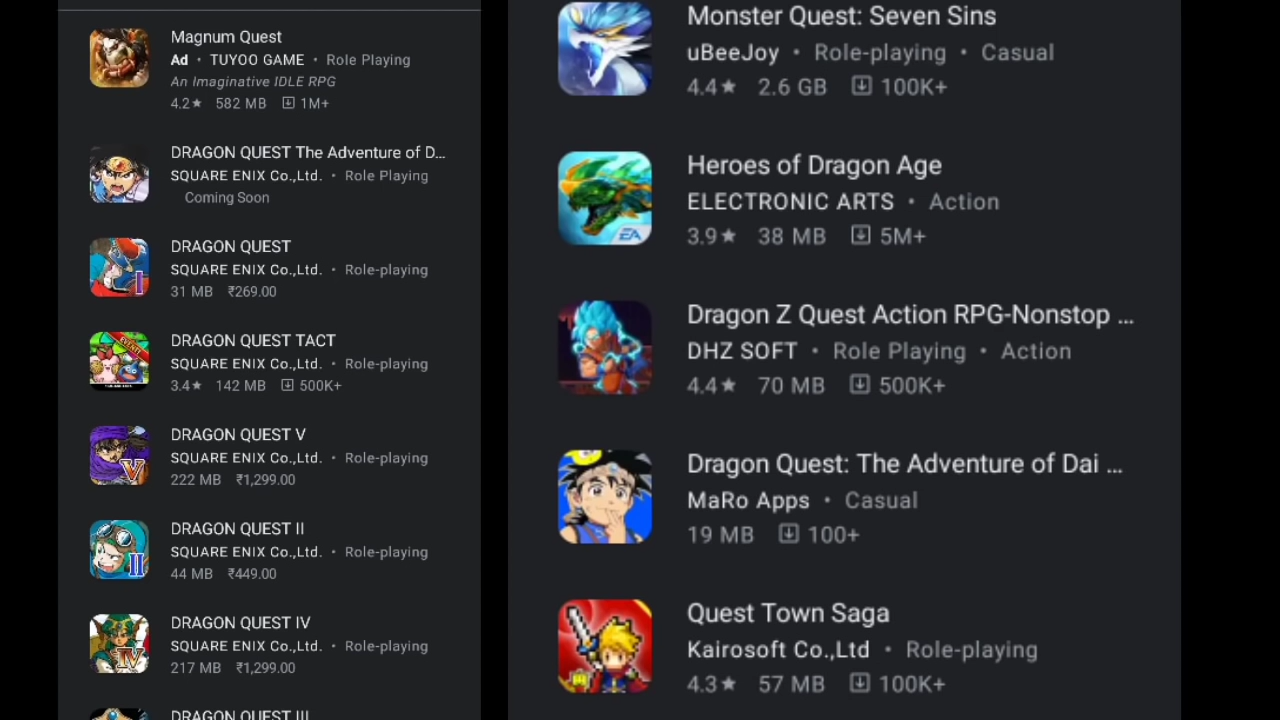 Magnum Quest
Ad • TUYOO GAME • Role Playing
An Imaginative IDLE RPG
4.2★ 582 MB 1M+
DRAGON QUEST The Adventure of D...
SQUARE ENIX Co.,Ltd. • Role Playing
Coming Soon
DRAGON QUEST
SQUARE ENIX Co.,Ltd. • Role-playing
31 MB ₹269.00
I
DRAGON QUEST TACT
SQUARE ENIX Co.,Ltd. • Role-playing
3.4★ 142 MB 500K+
EVENT!
DRAGON QUEST V
SQUARE ENIX Co.,Ltd. • Role-playing
222 MB ₹1,299.00
V
DRAGON QUEST II
SQUARE ENIX Co.,Ltd. • Role-playing
44 MB ₹449.00
II
DRAGON QUEST IV
SQUARE ENIX Co.,Ltd. • Role-playing
217 MB ₹1,299.00
IV
DRAGON QUEST III
Monster Quest: Seven Sins
uBeeJoy • Role-playing • Casual
4.4★ 2.6 GB 100K+
Heroes of Dragon Age
ELECTRONIC ARTS • Action
3.9★ 38 MB 5M+
EA
Dragon Z Quest Action RPG-Nonstop ...
DHZ SOFT • Role Playing • Action
4.4★ 70 MB 500K+
Dragon Quest: The Adventure of Dai ...
MaRo Apps • Casual
19 MB 100+
Quest Town Saga
Kairosoft Co.,Ltd • Role-playing
4.3★ 57 MB 100K+